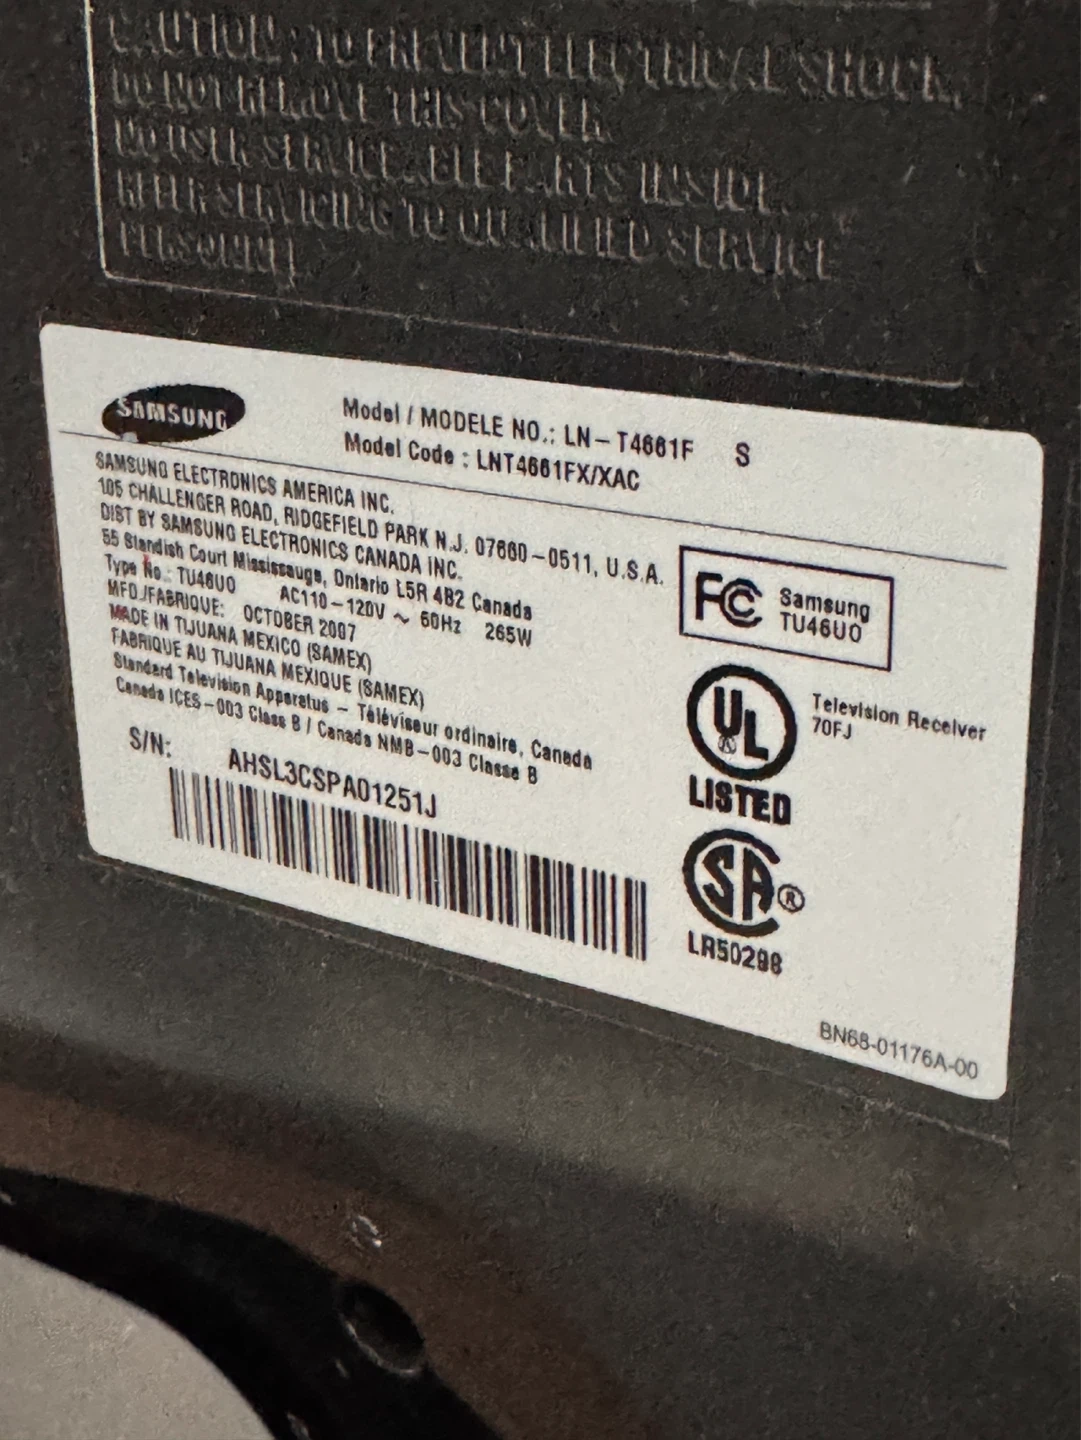 CAUTION : TO PREVENT ELECTRICAL SHOCK,
DO NOT REMOVE THIS COVER.
NO USER SERVICEABLE PARTS INSIDE.
REFER SERVICING TO QUALIFIED SERVICE
PERSONNEL
SAMSUNG
Model / MODELE NO.: LN-T4661F S
Model Code : LNT4661FX/XAC
SAMSUNG ELECTRONICS AMERICA INC.
105 CHALLENGER ROAD, RIDGEFIELD PARK N.J. 07660-0511, U.S.A.
DIST BY SAMSUNG ELECTRONICS CANADA INC.
55 Standish Court Mississauga, Ontario L5R 4B2 Canada
Type No.: TU46UO AC110-120V ~ 60Hz 265W
MFD./FABRIQUE: OCTOBER 2007
MADE IN TIJUANA MEXICO (SAMEX)
FABRIQUE AU TIJUANA MEXIQUE (SAMEX)
Standard Television Apparatus - Téléviseur ordinaire, Canada
Canada ICES-003 Class B / Canada NMB-003 Classe B
S/N: AHSL3CSPA01251J
FC Samsung
TU46UO
UL
LISTED
Television Receiver
70FJ
SA ®
LR50298
BN68-01176A-00